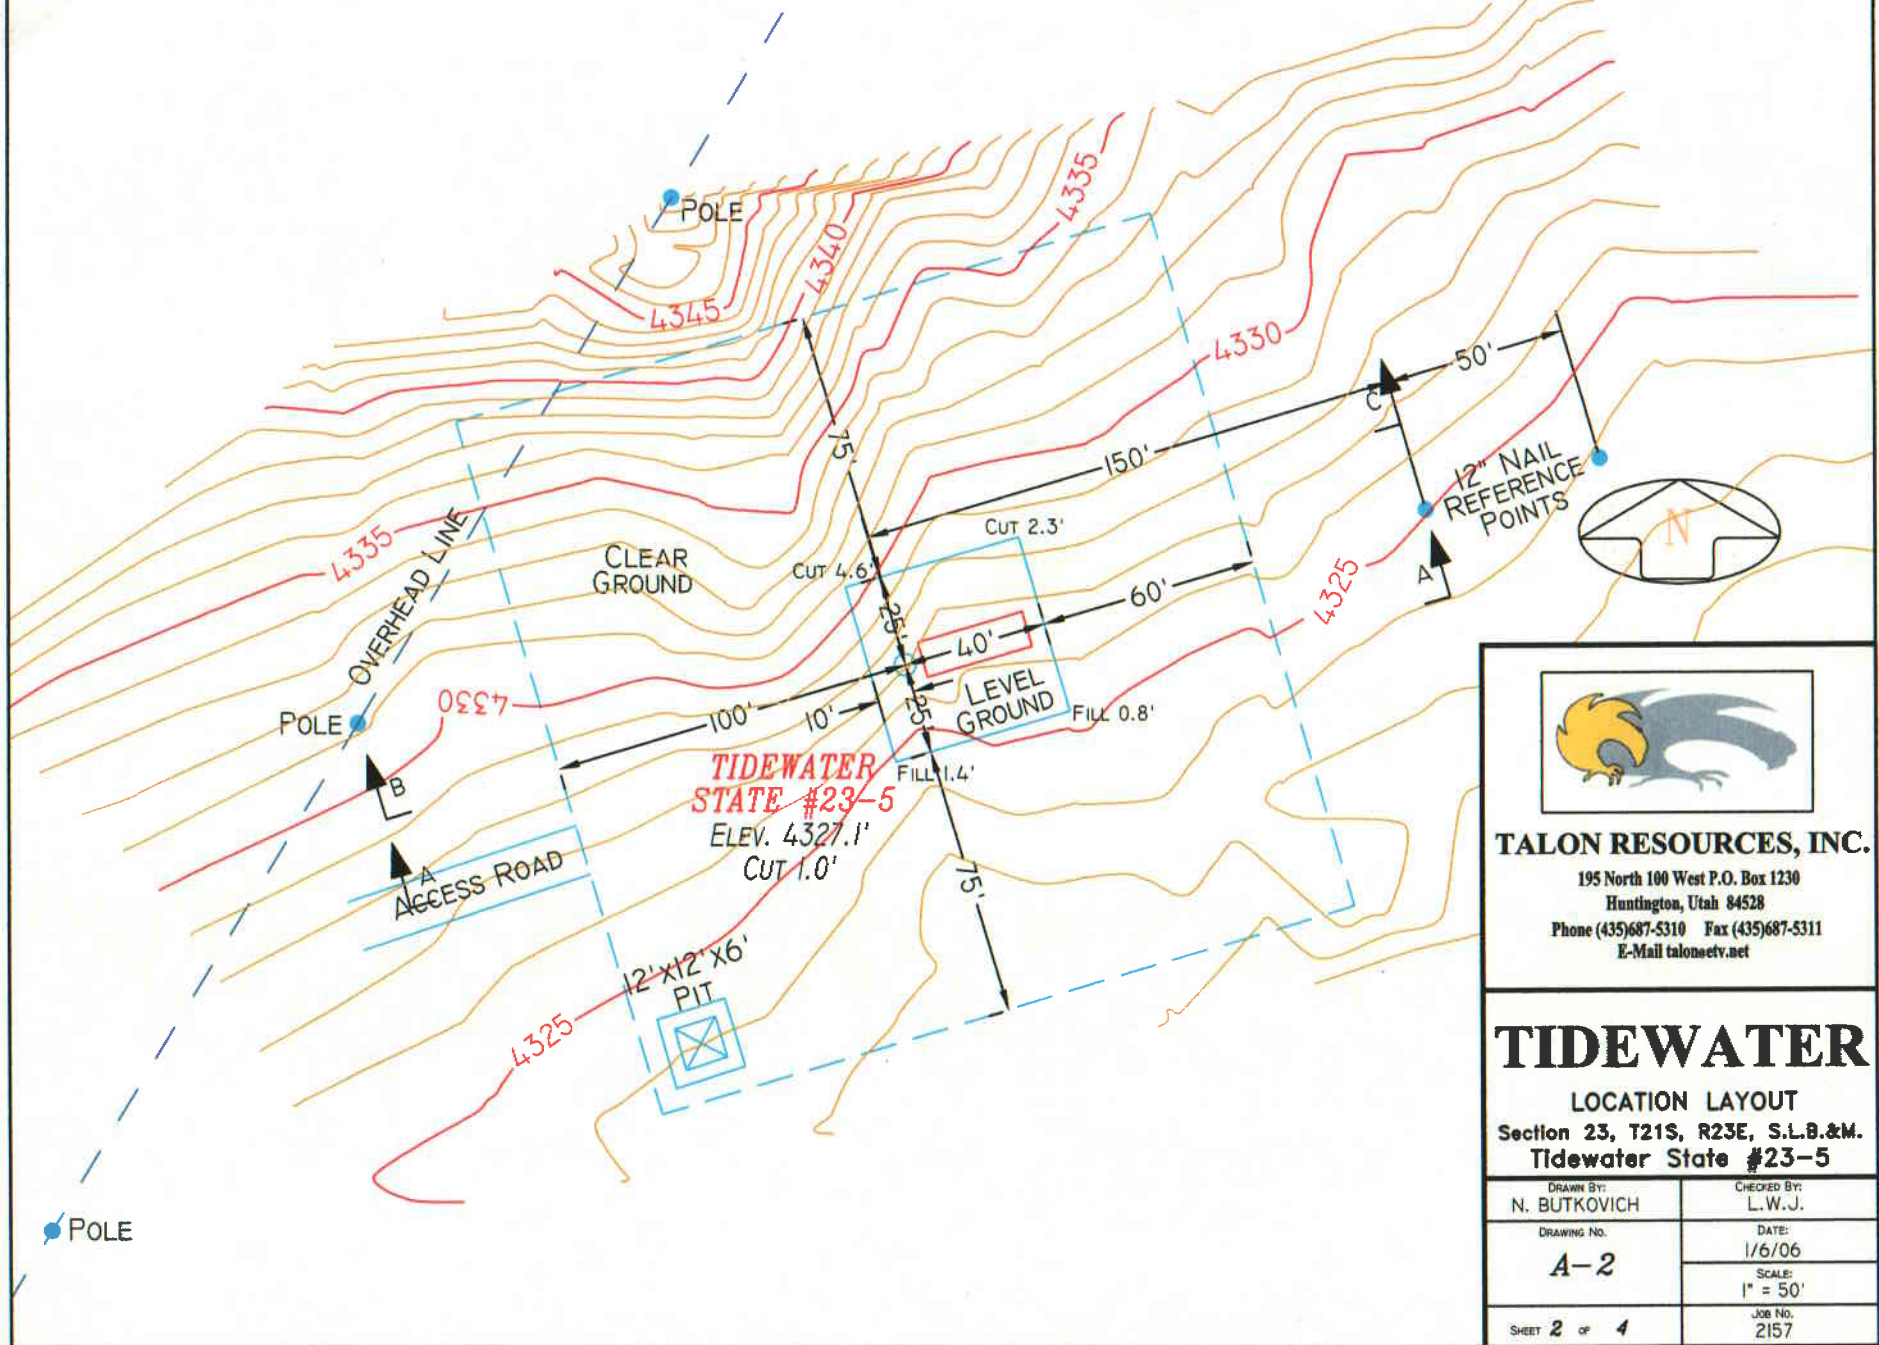 POLE
4335
4340
4345
4330
50'
75'
C
150'
12" NAIL
REFERENCE
POINTS
N
4335
OVERHEAD LINE
CLEAR
GROUND
CUT 2.3'
CUT 4.6'
25'
60'
A
4325
40'
LEVEL
GROUND
4330
POLE
100'
10'
25'
FILL 0.8'
FILL 1.4'
B
TIDEWATER
STATE #23-5
ELEV. 4327.1'
CUT 1.0'
A
ACCESS ROAD
75'
12'X12'X6'
PIT
4325
POLE
TALON RESOURCES, INC.
195 North 100 West P.O. Box 1230
Huntington, Utah 84528
Phone (435)687-5310 Fax (435)687-5311
E-Mail talon@etv.net
TIDEWATER
LOCATION LAYOUT
Section 23, T21S, R23E, S.L.B.&M.
Tidewater State #23-5
DRAWN BY:
N. BUTKOVICH
CHECKED BY:
L.W.J.
DRAWING NO.
A-2
DATE:
1/6/06
SCALE:
1" = 50'
SHEET 2 OF 4
JOB NO.
2157